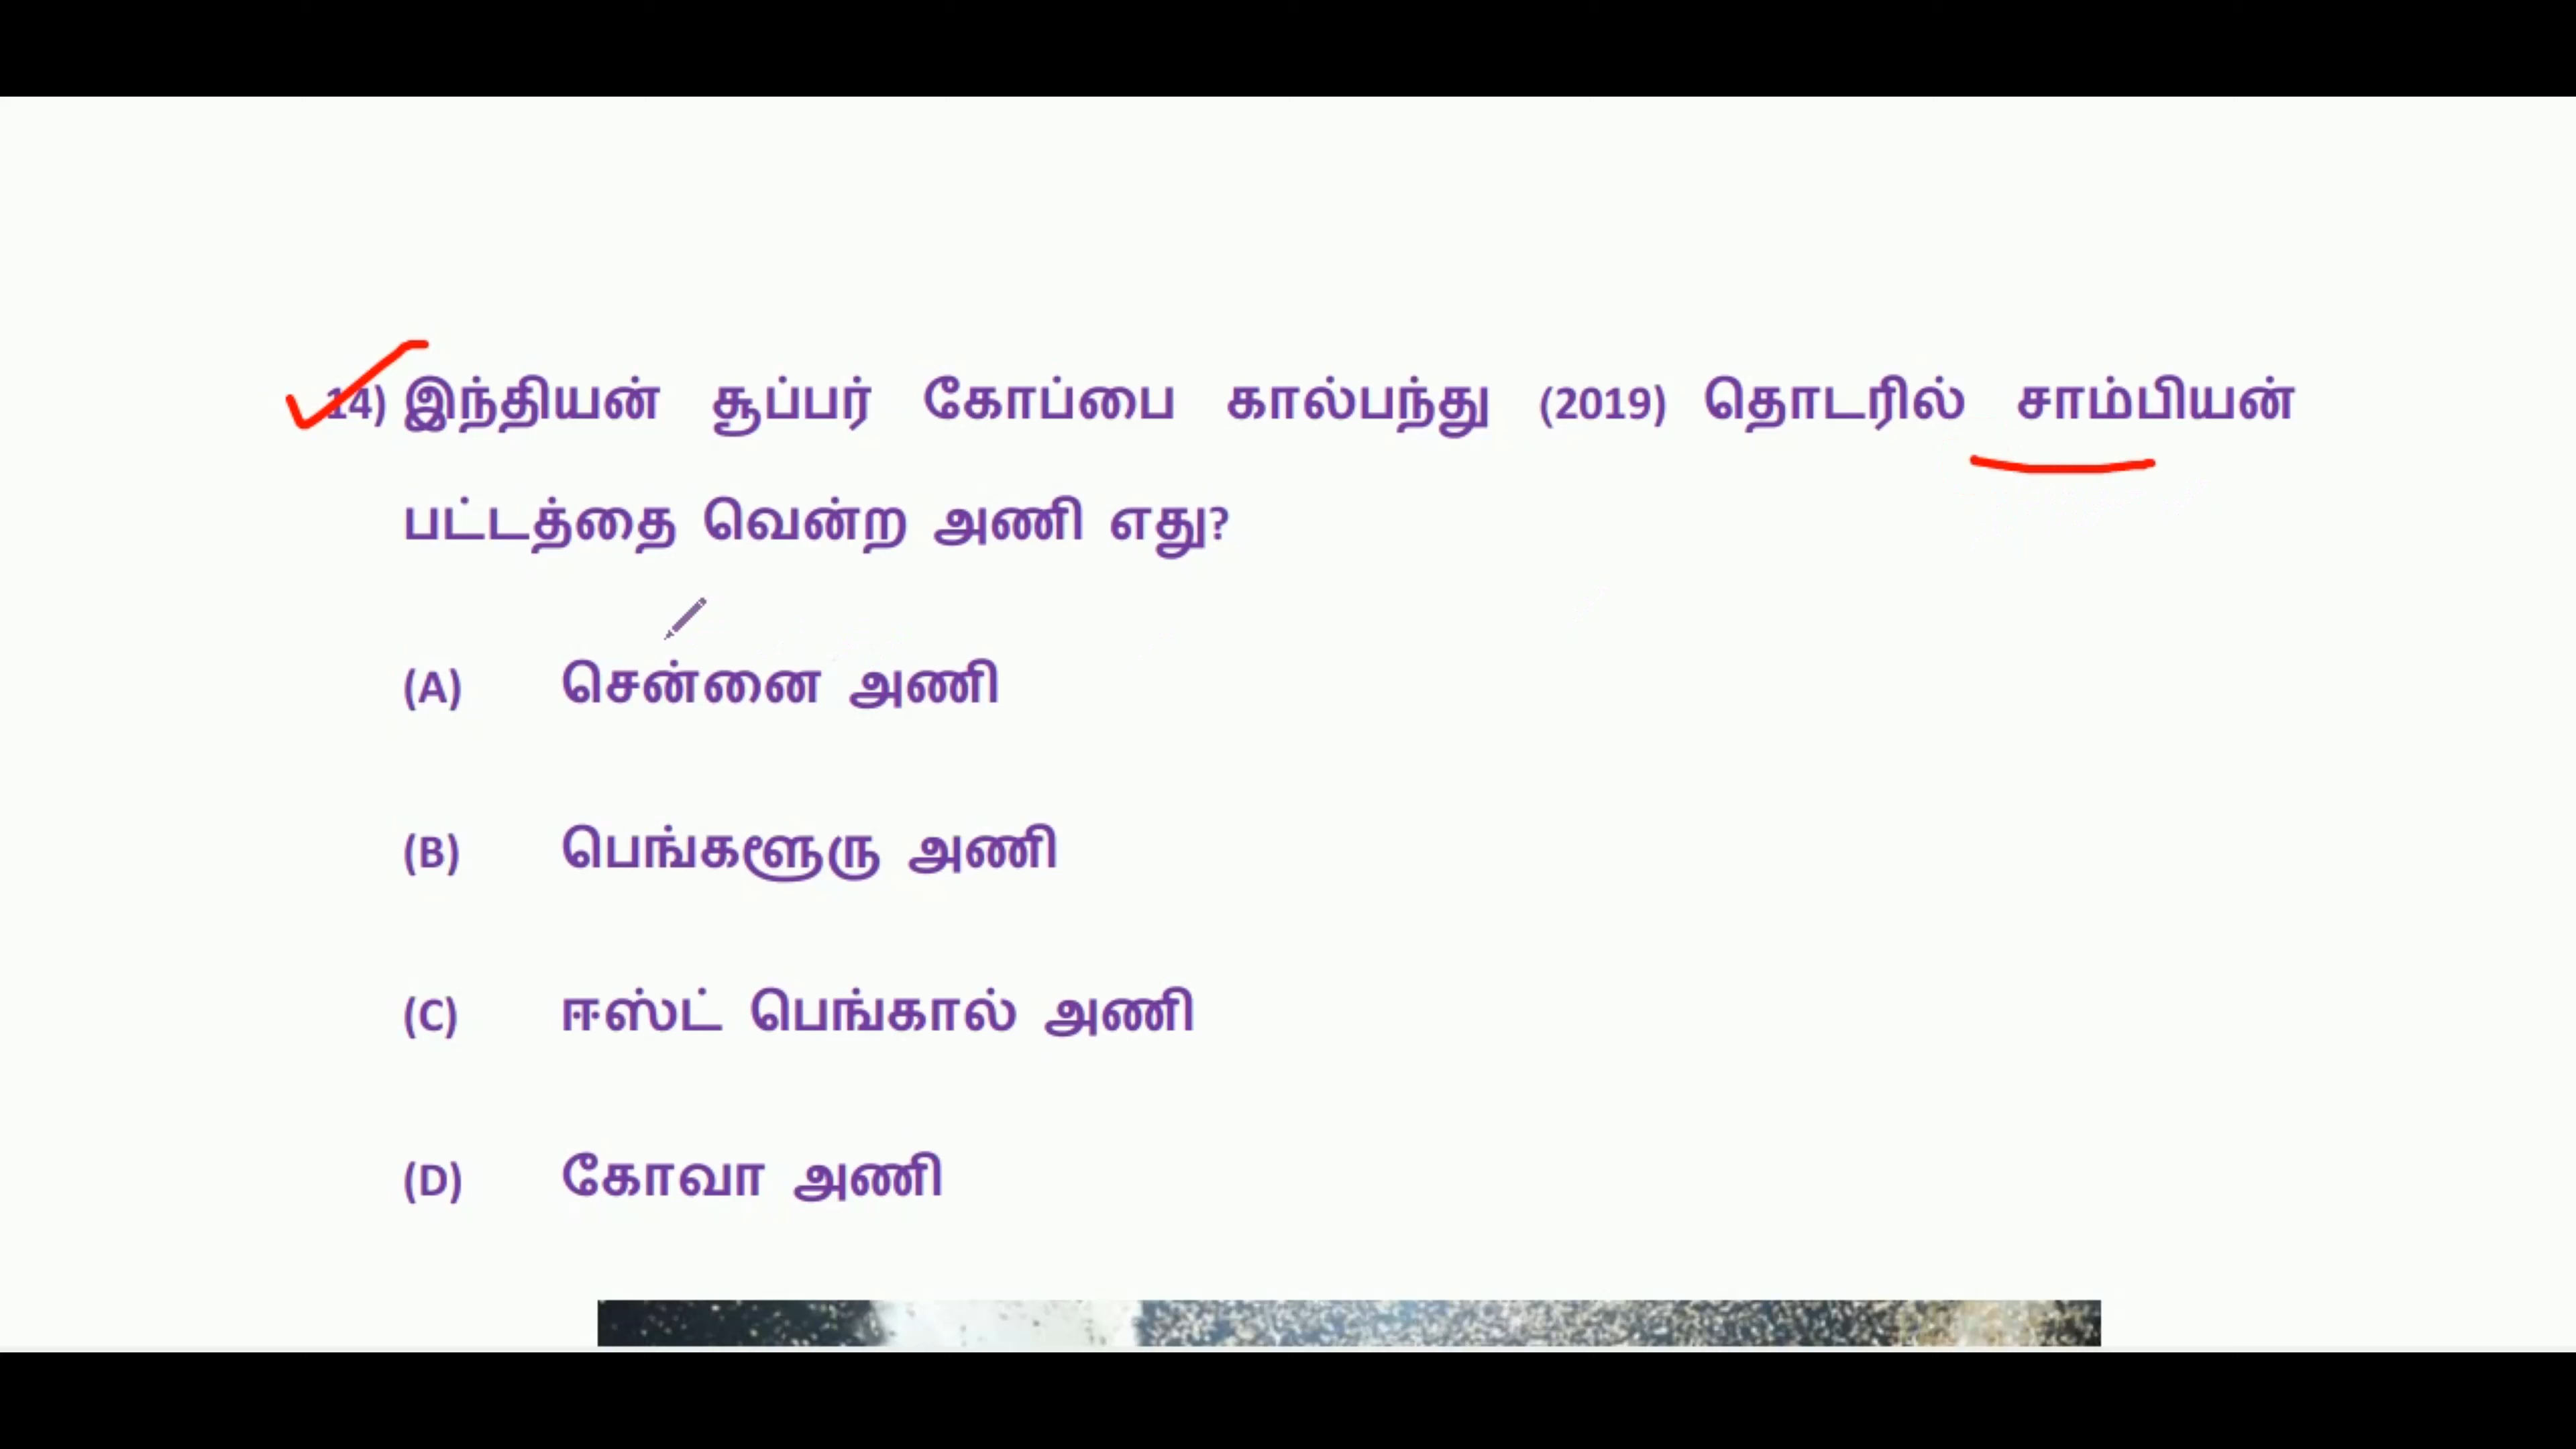 14) இந்தியன் சூப்பர் கோப்பை கால்பந்து (2019) தொடரில் சாம்பியன்
பட்டத்தை வென்ற அணி எது?
(A) சென்னை அணி
(B) பெங்களூரு அணி
(C) ஈஸ்ட் பெங்கால் அணி
(D) கோவா அணி